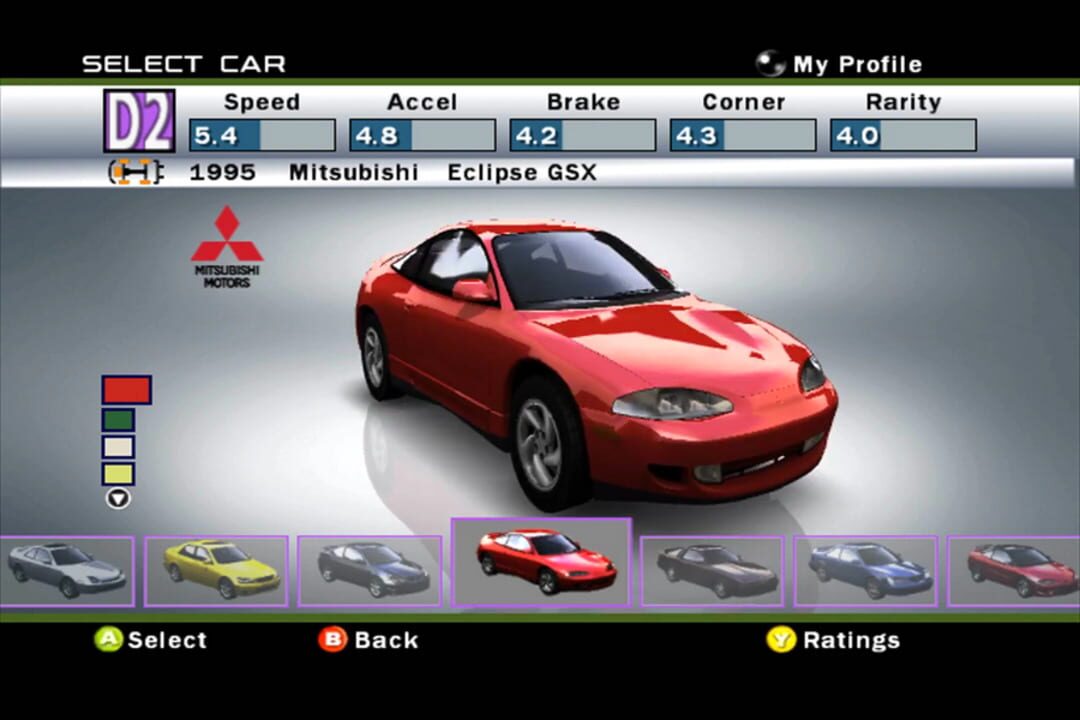 SELECT CAR
My Profile
D2
Speed Accel Brake Corner Rarity
5.4 4.8 4.2 4.3 4.0
1995 Mitsubishi Eclipse GSX
MITSUBISHI
MOTORS
A Select B Back Y Ratings